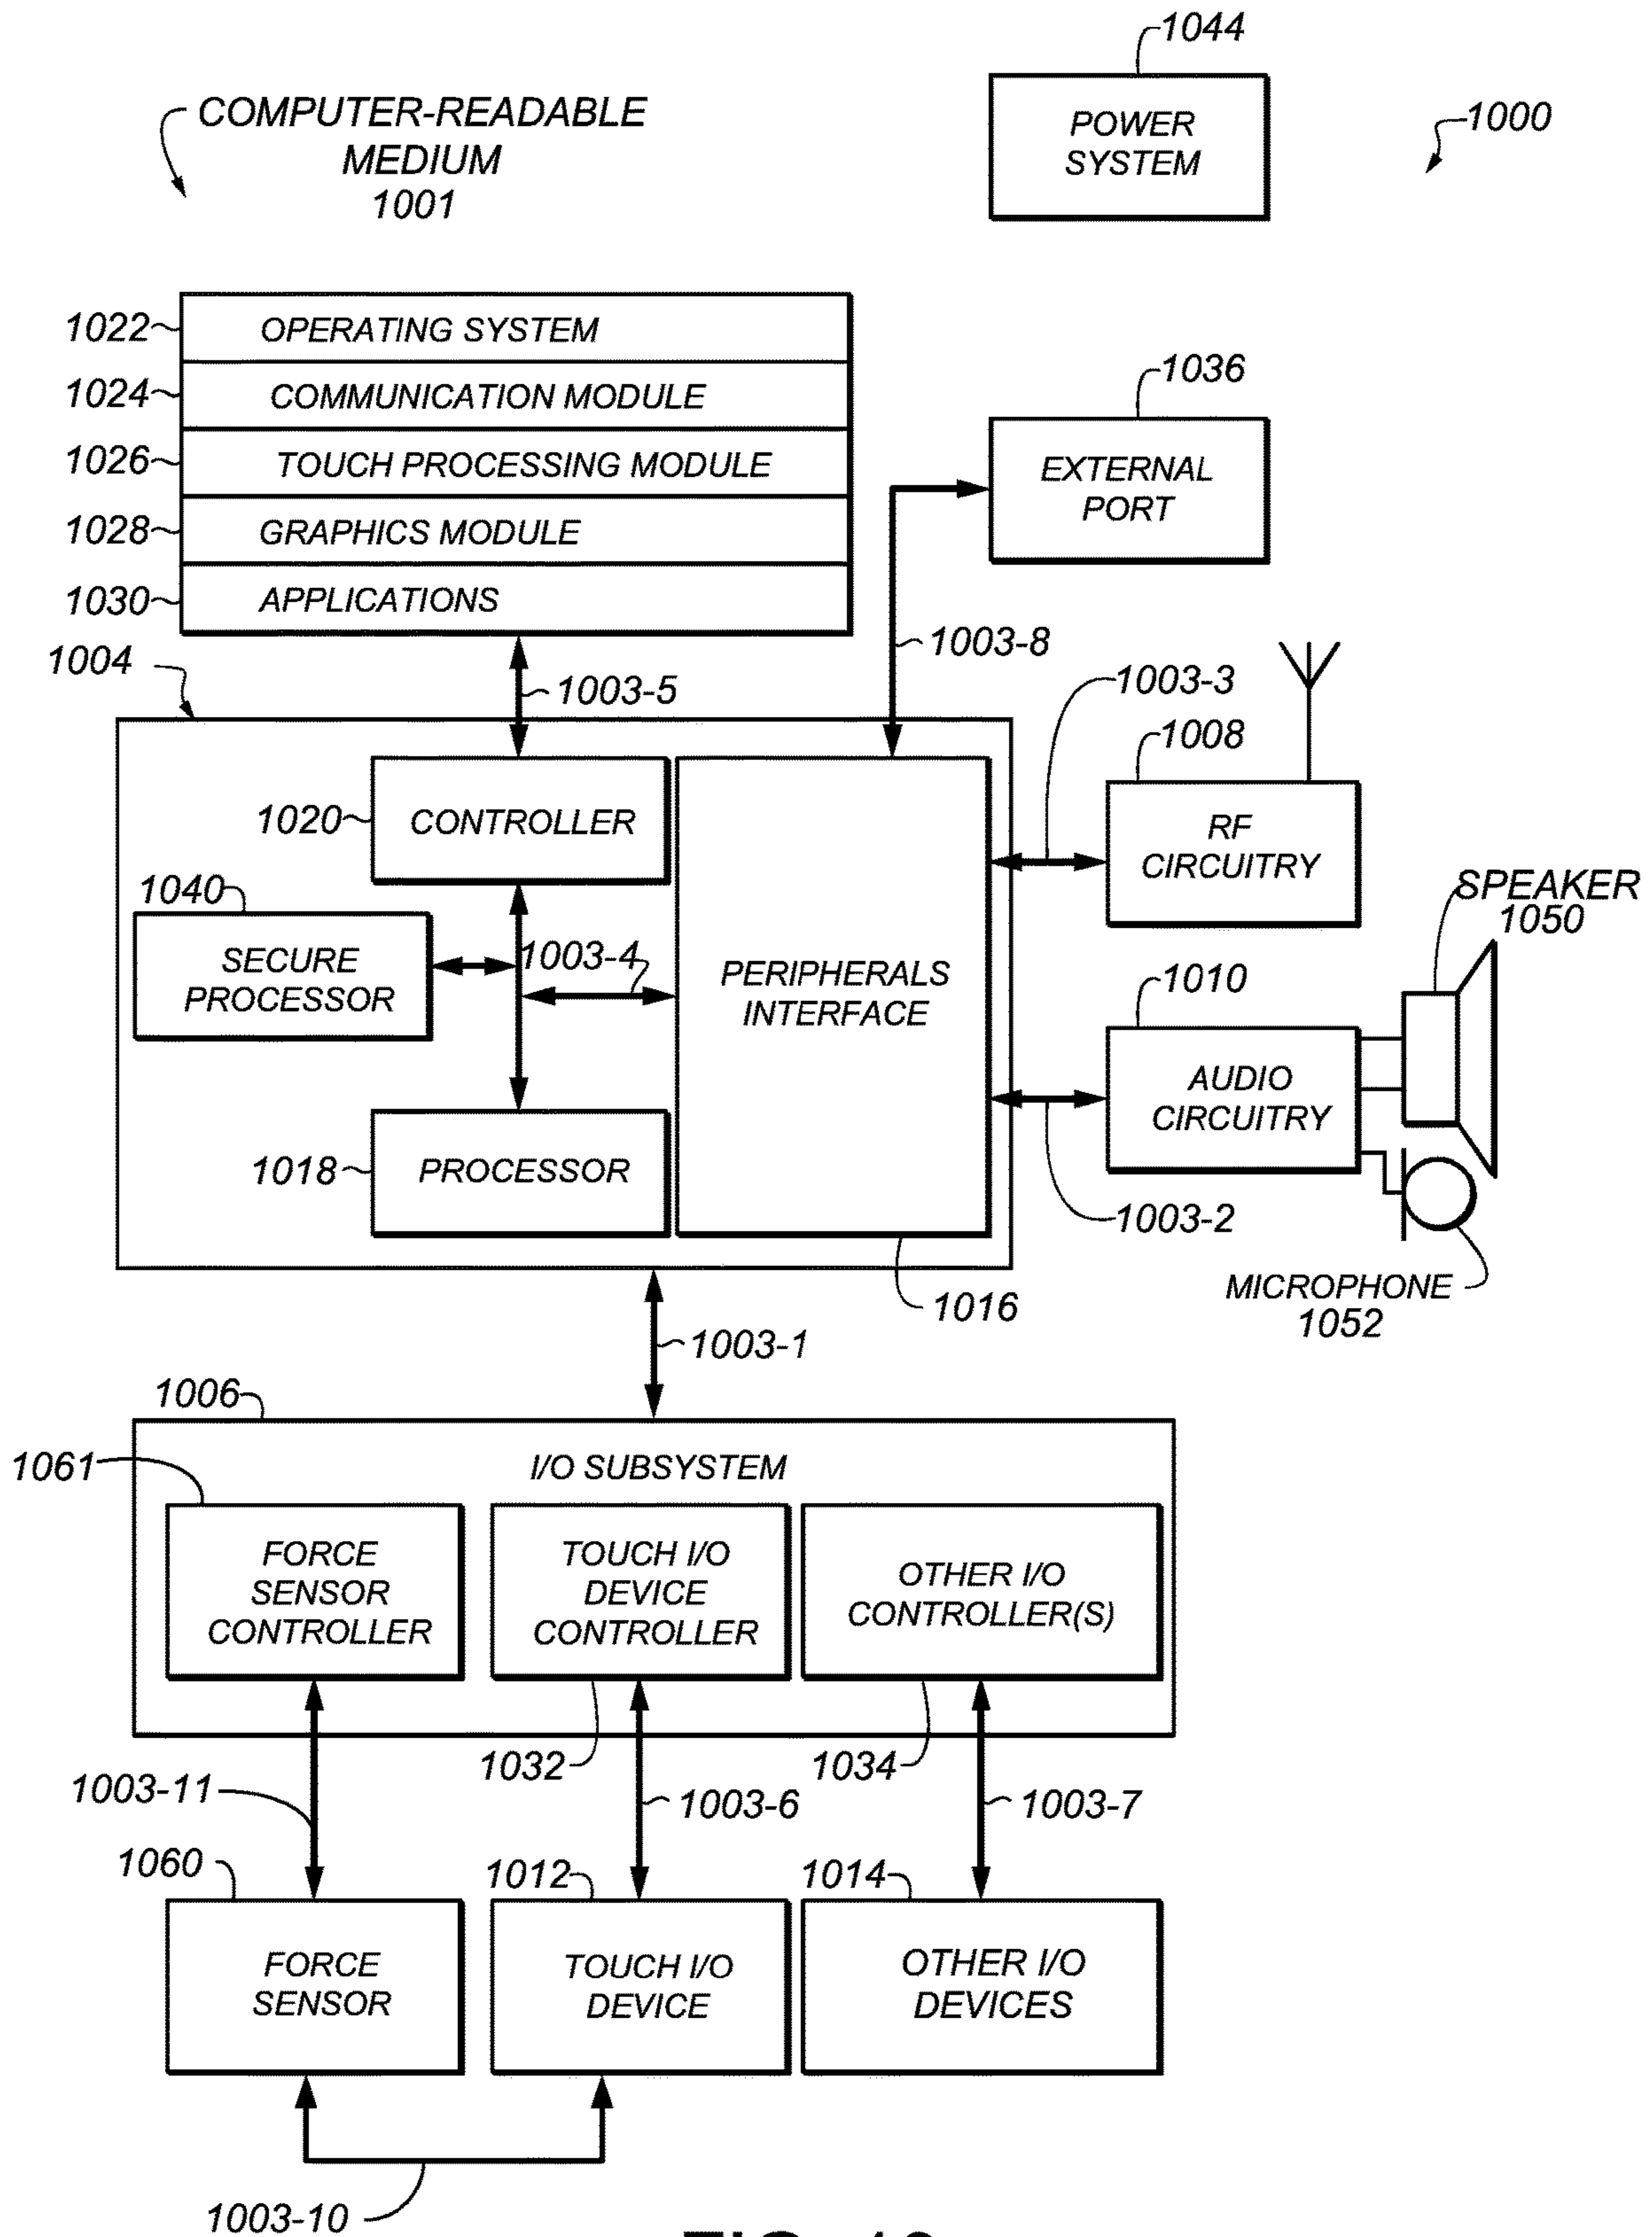 1044
COMPUTER-READABLE
MEDIUM
1001
POWER
SYSTEM
1000
1022
OPERATING SYSTEM
1024
COMMUNICATION MODULE
1026
TOUCH PROCESSING MODULE
1028
GRAPHICS MODULE
1030
APPLICATIONS
1036
EXTERNAL
PORT
1004
1003-5
1003-8
1003-3
1008
RF
CIRCUITRY
1020
CONTROLLER
1040
SECURE
PROCESSOR
1003-4
PERIPHERALS
INTERFACE
SPEAKER
1050
1010
AUDIO
CIRCUITRY
1018
PROCESSOR
1003-2
MICROPHONE
1052
1016
1003-1
1006
1061
I/O SUBSYSTEM
FORCE
SENSOR
CONTROLLER
TOUCH I/O
DEVICE
CONTROLLER
OTHER I/O
CONTROLLER(S)
1032
1034
1003-11
1003-6
1003-7
1060
1012
1014
FORCE
SENSOR
TOUCH I/O
DEVICE
OTHER I/O
DEVICES
1003-10